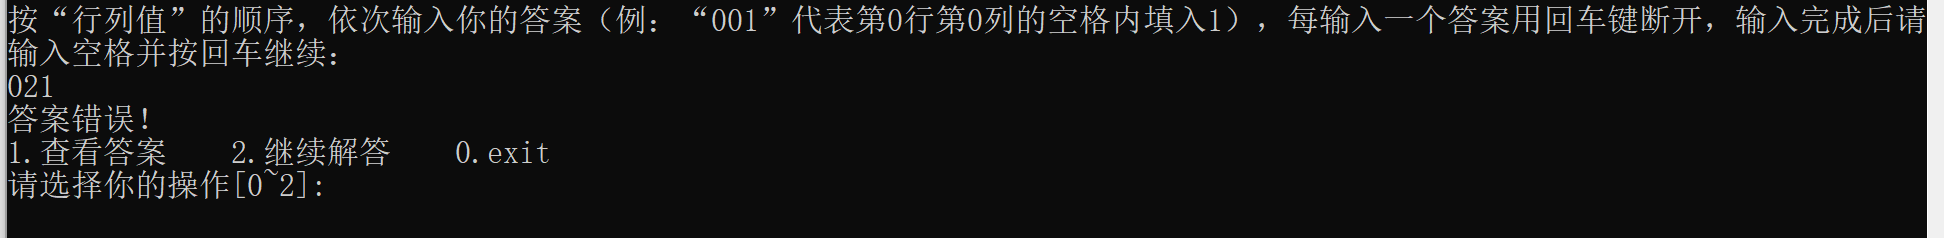 按“行列值”的顺序，依次输入你的答案（例：“001”代表第0行第0列的空格内填入1），每输入一个答案用回车键断开，输入完成后请
输入空格并按回车继续：
021
答案错误！
1.查看答案    2.继续解答    0.exit
请选择你的操作[0~2]: